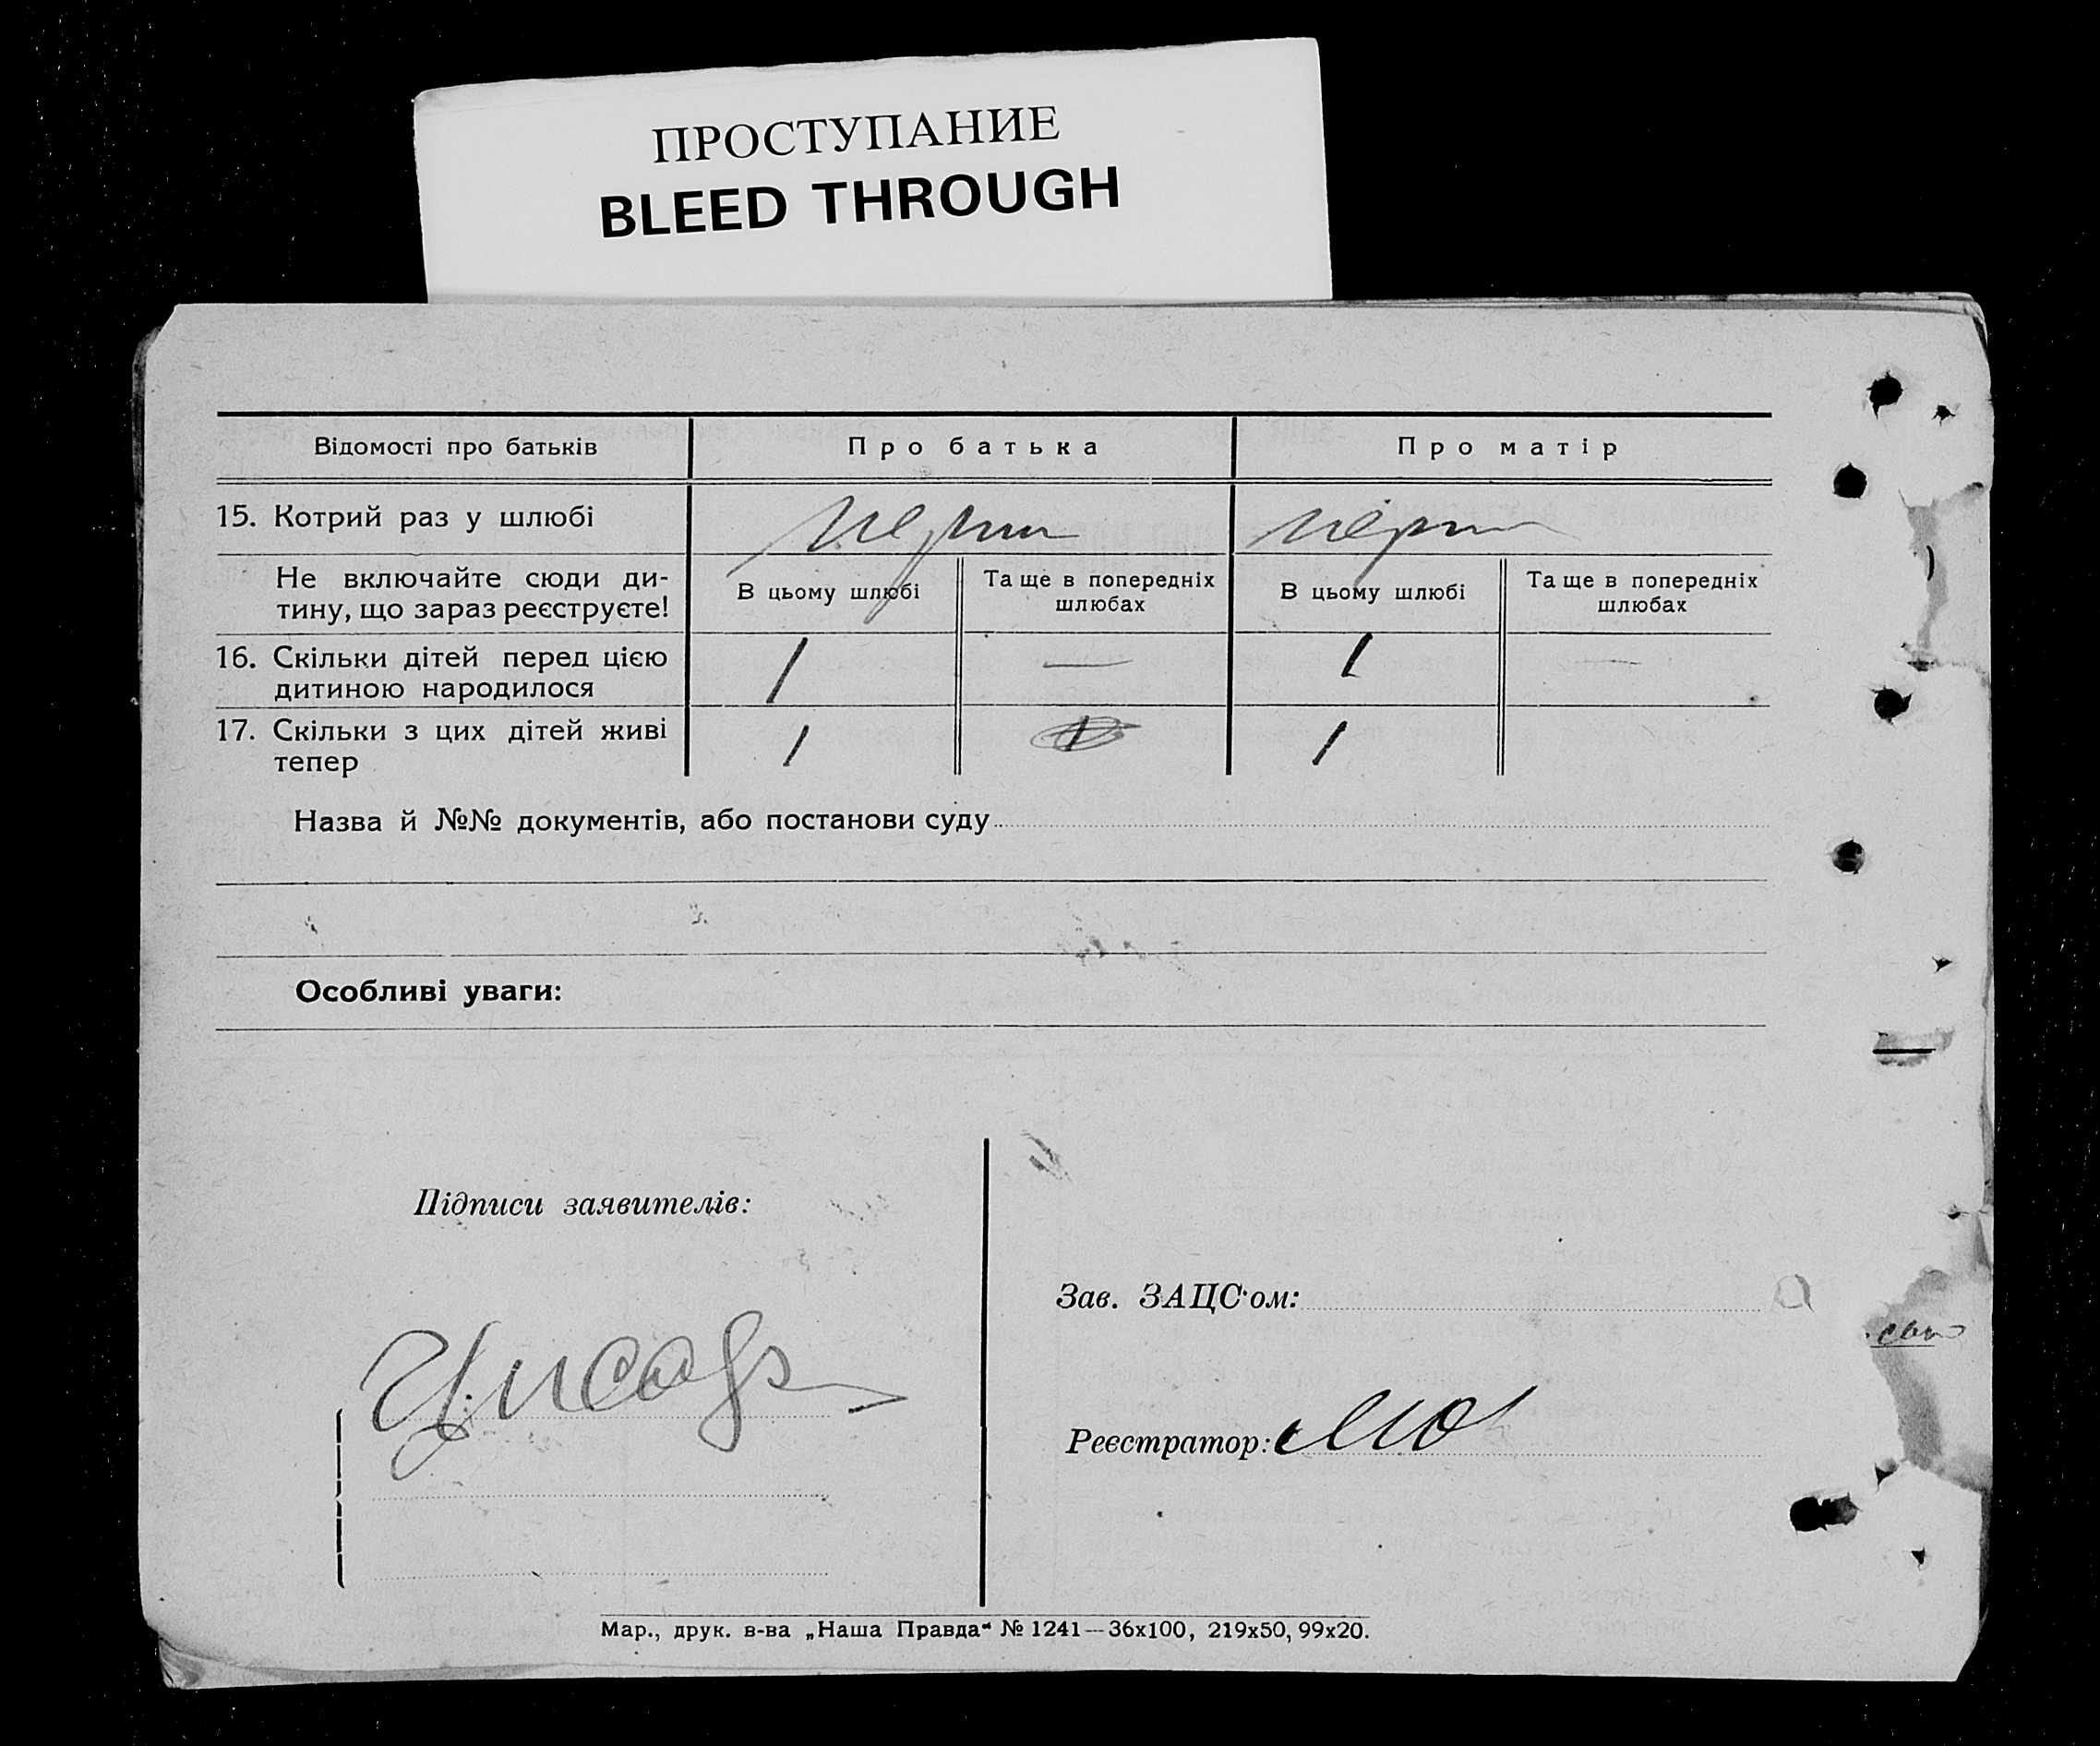 ПРОСТУПАНИЕ
BLEED THROUGH
Відомості про батьків Про батька Про матір
15. Котрий раз у шлюбі
Не включайте сюди ди-
тину, що зараз реєструєте!
В цьому шлюбі
Та ще в попередніх
шлюбах
В цьому шлюбі
Та ще в попередніх
шлюбах
16. Скільки дітей перед цією
дитиною народилося
1 — 1 —
17. Скільки з цих дітей живі
тепер
1 1 1
Назва й №№ документів, або постанови суду
Особливі уваги:
Підписи заявителів:
Зав. ЗАЦС'ом:
Реєстратор:
Мар., друк. в-ва „Наша Правда“ № 1241—36х100, 219х50, 99х20.